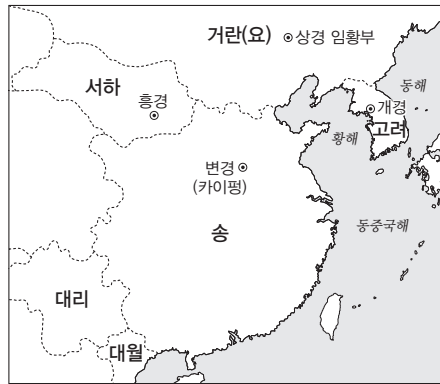 거란(요)
상경 임황부
서하
흥경
동해
개경
고려
황해
변경
(카이펑)
송
동중국해
대리
대월